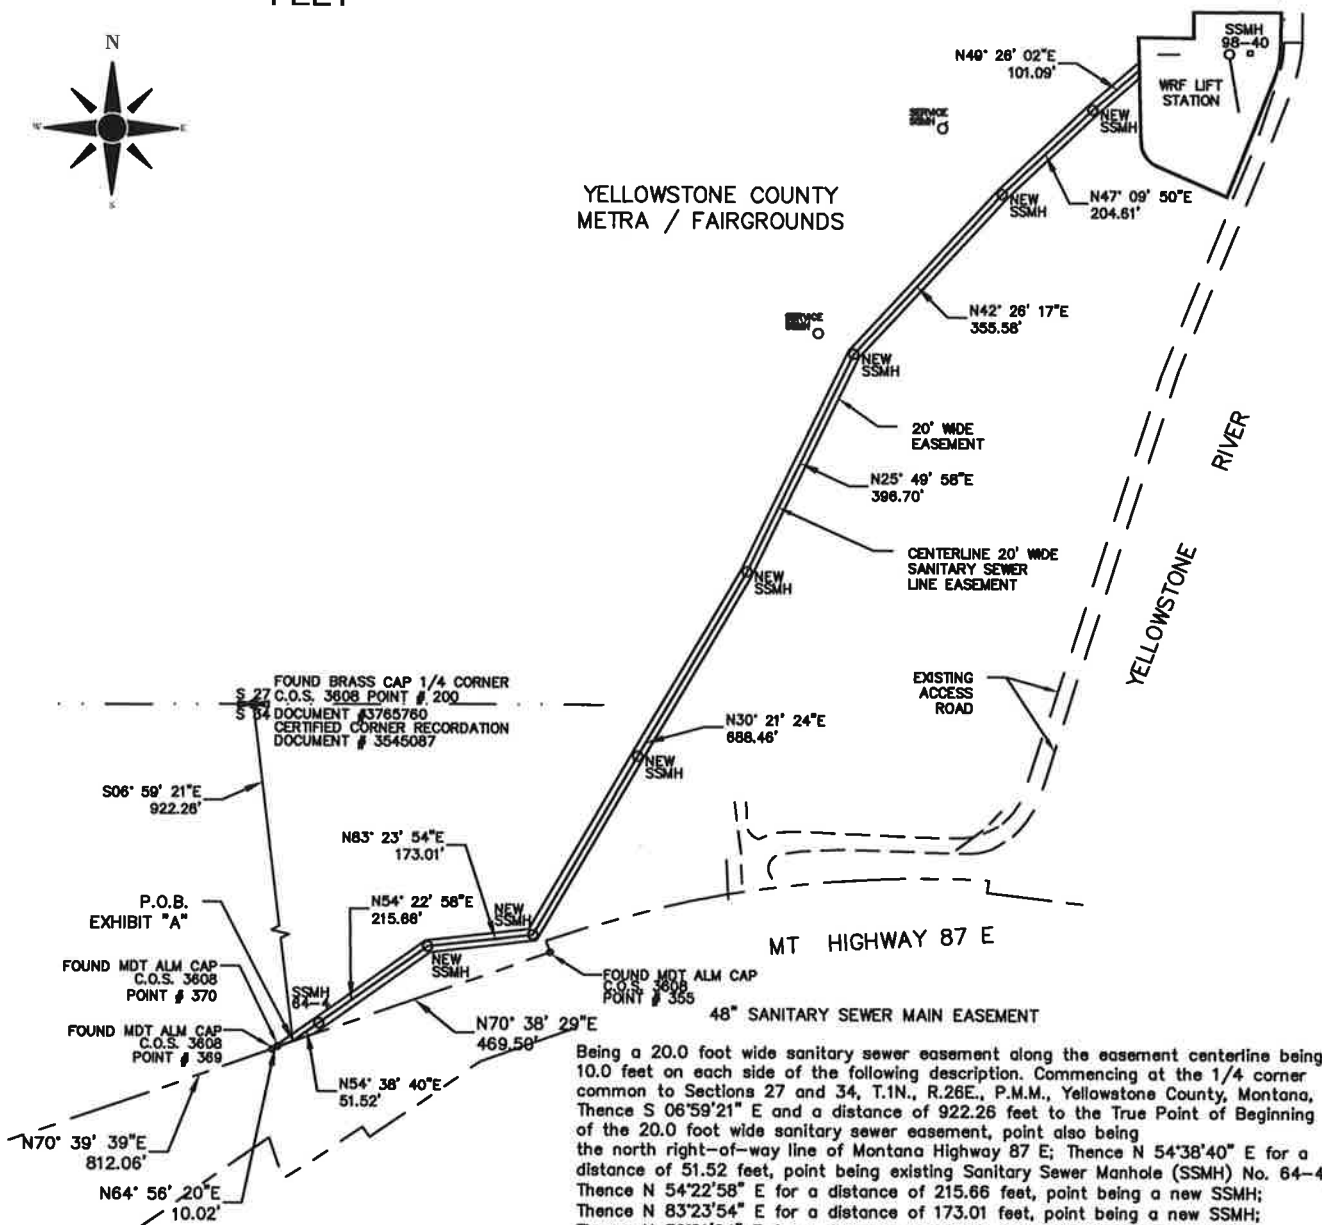 N
W
E
S
SSMH
98-40
WRF LIFT
STATION
N49° 26' 02"E
101.09'
SERVICE
SSMH
NEW
SSMH
N47° 09' 50"E
204.61'
YELLOWSTONE COUNTY
METRA / FAIRGROUNDS
NEW
SSMH
N42° 26' 17"E
355.58'
SERVICE
SSMH
NEW
SSMH
20' WIDE
EASEMENT
RIVER
N25° 49' 58"E
396.70'
CENTERLINE 20' WIDE
SANITARY SEWER
LINE EASEMENT
YELLOWSTONE
NEW
SSMH
EXISTING
ACCESS
ROAD
FOUND BRASS CAP 1/4 CORNER
S 27 C.O.S. 3608 POINT # 200
S 34 DOCUMENT #3765760
CERTIFIED CORNER RECORDATION
DOCUMENT # 3545087
N30° 21' 24"E
688.46'
NEW
SSMH
S06° 59' 21"E
922.26'
N83° 23' 54"E
173.01'
P.O.B.
EXHIBIT "A"
N54° 22' 58"E
215.66'
NEW
SSMH
MT HIGHWAY 87 E
NEW
SSMH
FOUND MDT ALM CAP
C.O.S. 3608
POINT # 370
SSMH
64-4
FOUND MDT ALM CAP
C.O.S. 3608
POINT # 355
FOUND MDT ALM CAP
C.O.S. 3608
POINT # 369
N70° 38' 29"E
469.50'
48" SANITARY SEWER MAIN EASEMENT
N54° 38' 40"E
51.52'
N70° 39' 39"E
812.06'
N64° 56' 20"E
10.02'
Being a 20.0 foot wide sanitary sewer easement along the easement centerline being
10.0 feet on each side of the following description. Commencing at the 1/4 corner
common to Sections 27 and 34, T.1N., R.26E., P.M.M., Yellowstone County, Montana,
Thence S 06°59'21" E and a distance of 922.26 feet to the True Point of Beginning
of the 20.0 foot wide sanitary sewer easement, point also being
the north right-of-way line of Montana Highway 87 E; Thence N 54°38'40" E for a
distance of 51.52 feet, point being existing Sanitary Sewer Manhole (SSMH) No. 64-4
Thence N 54°22'58" E for a distance of 215.66 feet, point being a new SSMH;
Thence N 83°23'54" E for a distance of 173.01 feet, point being a new SSMH;